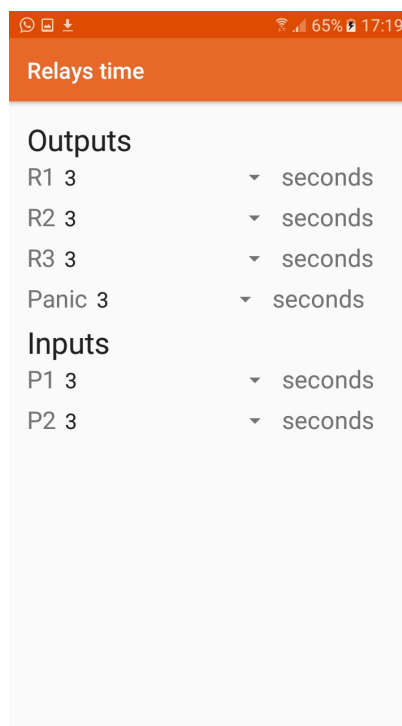 65% 17:19
Relays time
Outputs
R1 3 seconds
R2 3 seconds
R3 3 seconds
Panic 3 seconds
Inputs
P1 3 seconds
P2 3 seconds